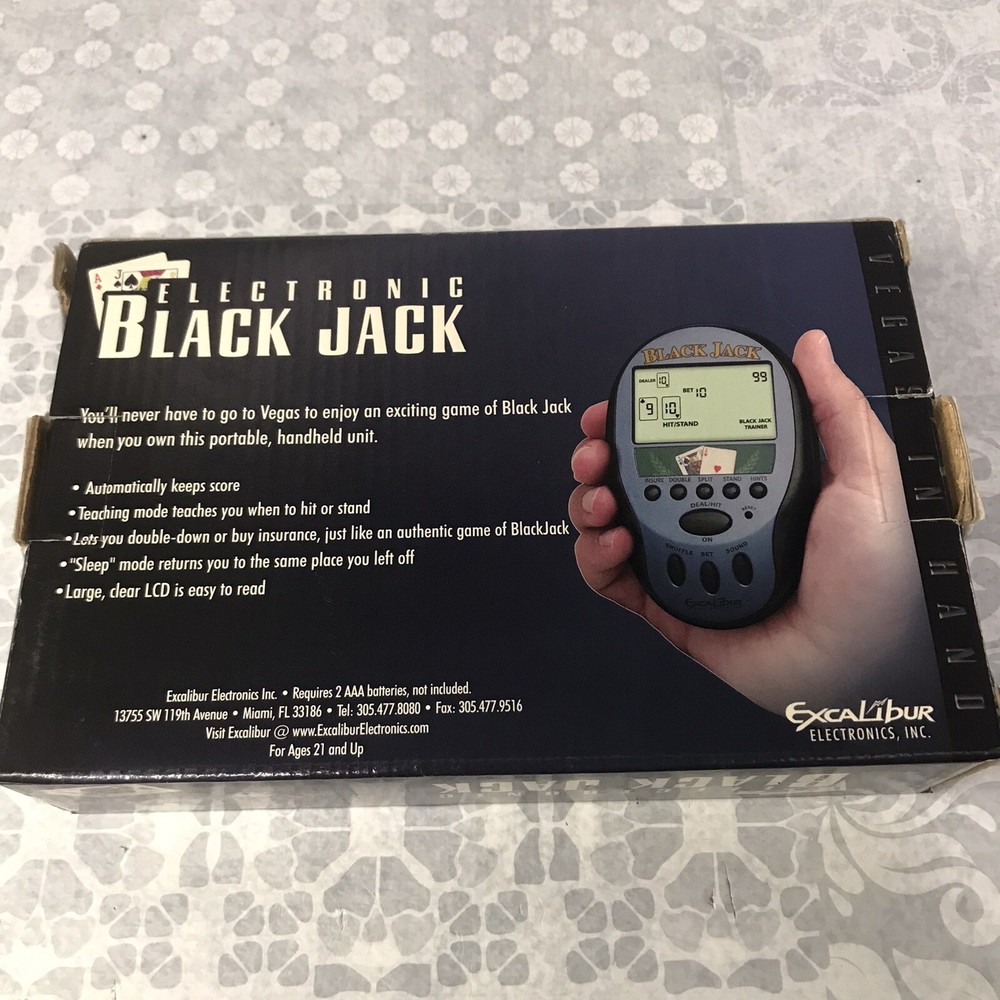 ELECTRONIC
BLACK JACK
You'll never have to go to Vegas to enjoy an exciting game of Black Jack
when you own this portable, handheld unit.
• Automatically keeps score
• Teaching mode teaches you when to hit or stand
• Lets you double-down or buy insurance, just like an authentic game of BlackJack
• "Sleep" mode returns you to the same place you left off
• Large, clear LCD is easy to read
Excalibur Electronics Inc. • Requires 2 AAA batteries, not included.
13755 SW 119th Avenue • Miami, FL 33186 • Tel: 305.477.8080 • Fax: 305.477.9516
Visit Excalibur @ www.ExcaliburElectronics.com
For Ages 21 and Up
BLACK JACK
DEALER 10 BET 10 99
9 10
HIT/STAND
BLACK JACK
TRAINER
INSURE DOUBLE SPLIT STAND HINTS
DEAL/HIT
RESET
ON
SHUFFLE BET SOUND
EXCALIBUR
EXCALIBUR
ELECTRONICS, INC.
VEGAS IN HAND
A
J
BLACK JACK